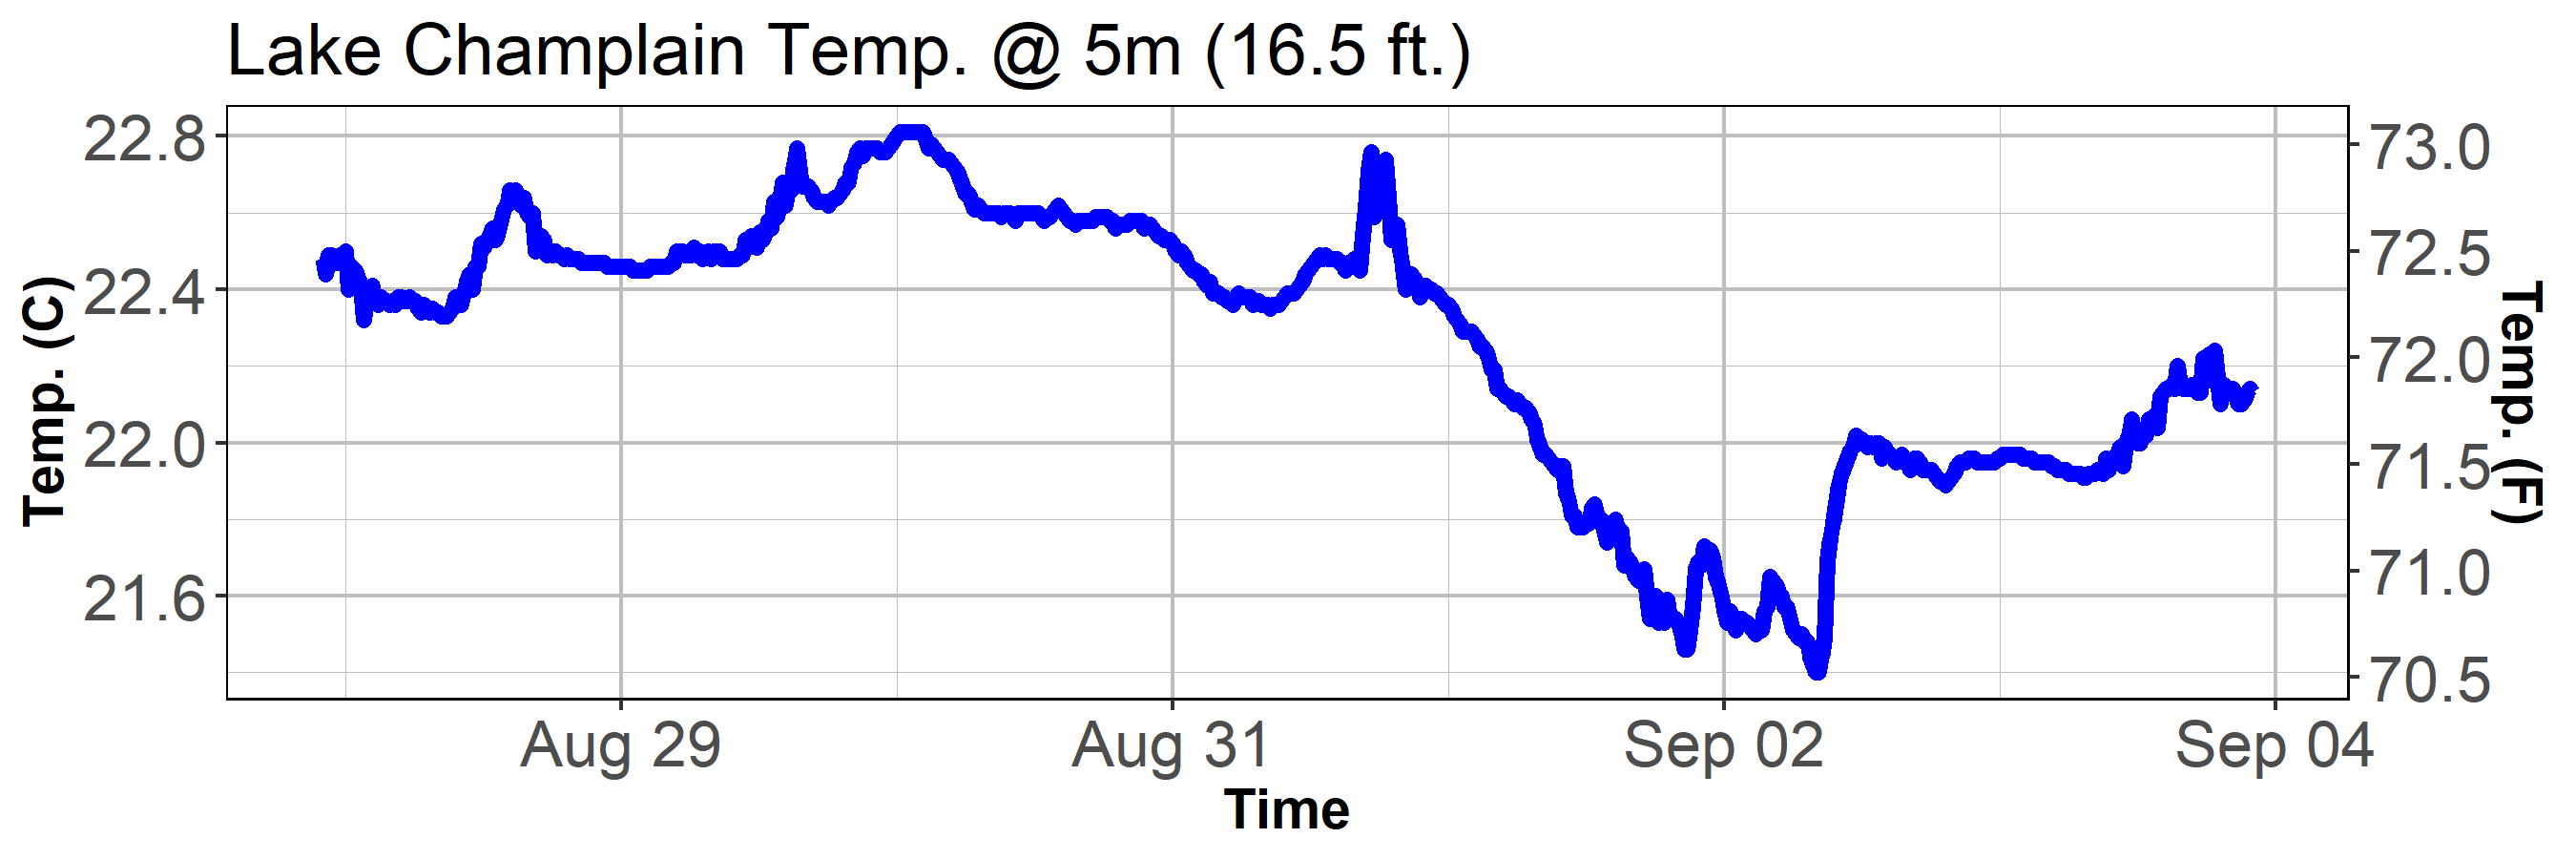 Lake Champlain Temp. @ 5m (16.5 ft.)
Temp. (C)
22.8
22.4
22.0
21.6
73.0
72.5
72.0
71.5
71.0
70.5
Temp. (F)
Aug 29
Aug 31
Sep 02
Sep 04
Time